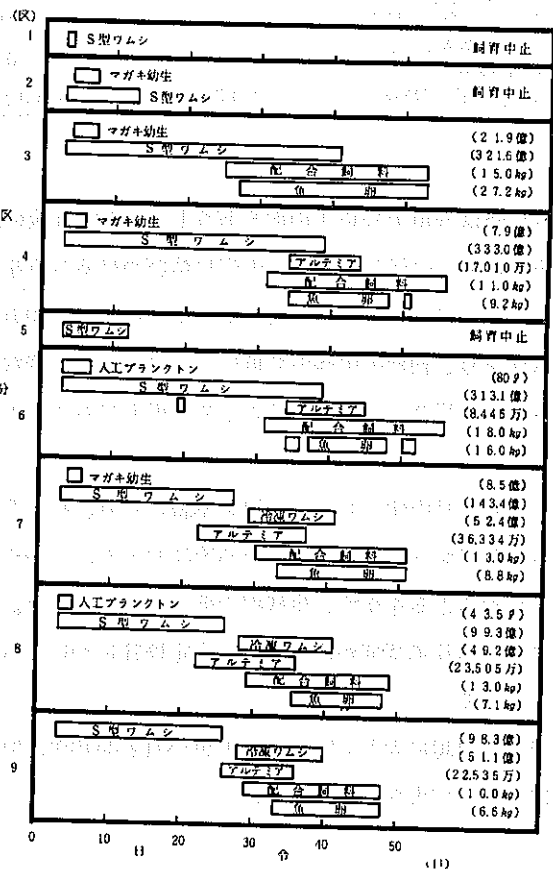 (区)
1
S型ワムシ
飼育中止
2
マガキ幼生
S型ワムシ
飼育中止
3
マガキ幼生 (21.9億)
S型ワムシ (321.6億)
配合飼料 (15.0kg)
魚卵 (27.2kg)
区
4
マガキ幼生 (7.9億)
S型ワムシ (333.0億)
アルテミア (17,010万)
配合飼料 (11.0kg)
魚卵 (9.2kg)
5
S型ワムシ
飼育中止
分
6
人工プランクトン (80ℓ)
S型ワムシ (313.1億)
アルテミア (8,445万)
配合飼料 (18.0kg)
魚卵 (16.0kg)
7
マガキ幼生 (8.5億)
S型ワムシ (143.4億)
冷凍ワムシ (52.4億)
アルテミア (36,334万)
配合飼料 (13.0kg)
魚卵 (8.8kg)
8
人工プランクトン (43.5ℓ)
S型ワムシ (99.3億)
冷凍ワムシ (49.2億)
アルテミア (23,505万)
配合飼料 (13.0kg)
魚卵 (7.1kg)
9
S型ワムシ (98.3億)
冷凍ワムシ (51.1億)
アルテミア (22,535万)
配合飼料 (10.0kg)
魚卵 (6.6kg)
0 10 20 30 40 50
日 令 (日)